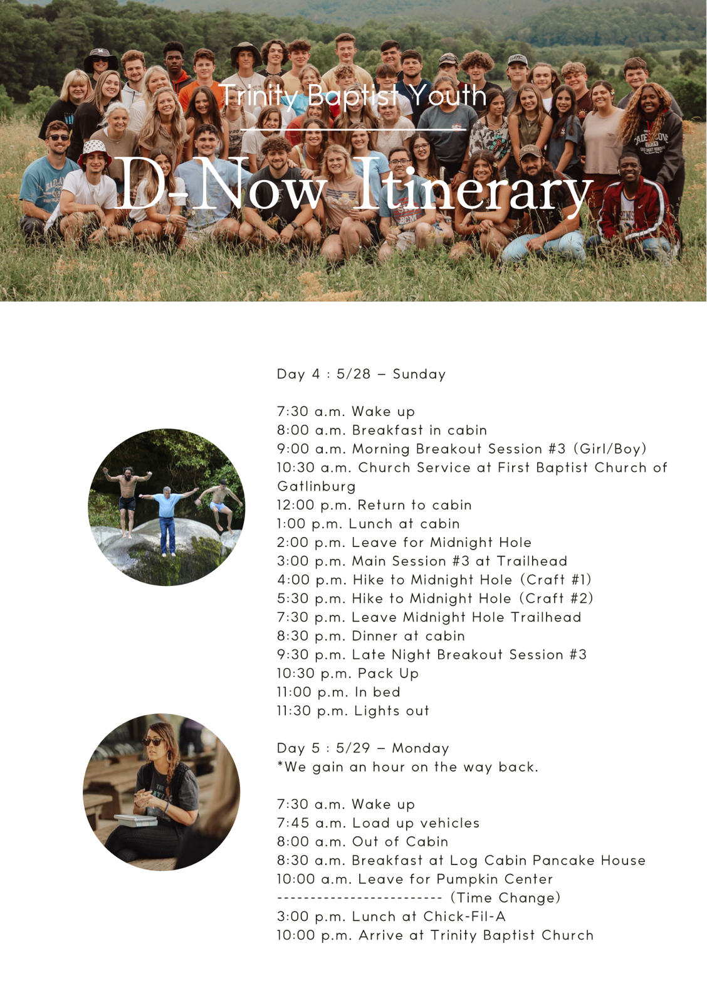 Trinity Baptist Youth
D-Now Itinerary
Day 4 : 5/28 – Sunday
7:30 a.m. Wake up
8:00 a.m. Breakfast in cabin
9:00 a.m. Morning Breakout Session #3 (Girl/Boy)
10:30 a.m. Church Service at First Baptist Church of
Gatlinburg
12:00 p.m. Return to cabin
1:00 p.m. Lunch at cabin
2:00 p.m. Leave for Midnight Hole
3:00 p.m. Main Session #3 at Trailhead
4:00 p.m. Hike to Midnight Hole (Craft #1)
5:30 p.m. Hike to Midnight Hole (Craft #2)
7:30 p.m. Leave Midnight Hole Trailhead
8:30 p.m. Dinner at cabin
9:30 p.m. Late Night Breakout Session #3
10:30 p.m. Pack Up
11:00 p.m. In bed
11:30 p.m. Lights out
Day 5 : 5/29 – Monday
*We gain an hour on the way back.
7:30 a.m. Wake up
7:45 a.m. Load up vehicles
8:00 a.m. Out of Cabin
8:30 a.m. Breakfast at Log Cabin Pancake House
10:00 a.m. Leave for Pumpkin Center
------------------------- (Time Change)
3:00 p.m. Lunch at Chick-Fil-A
10:00 p.m. Arrive at Trinity Baptist Church